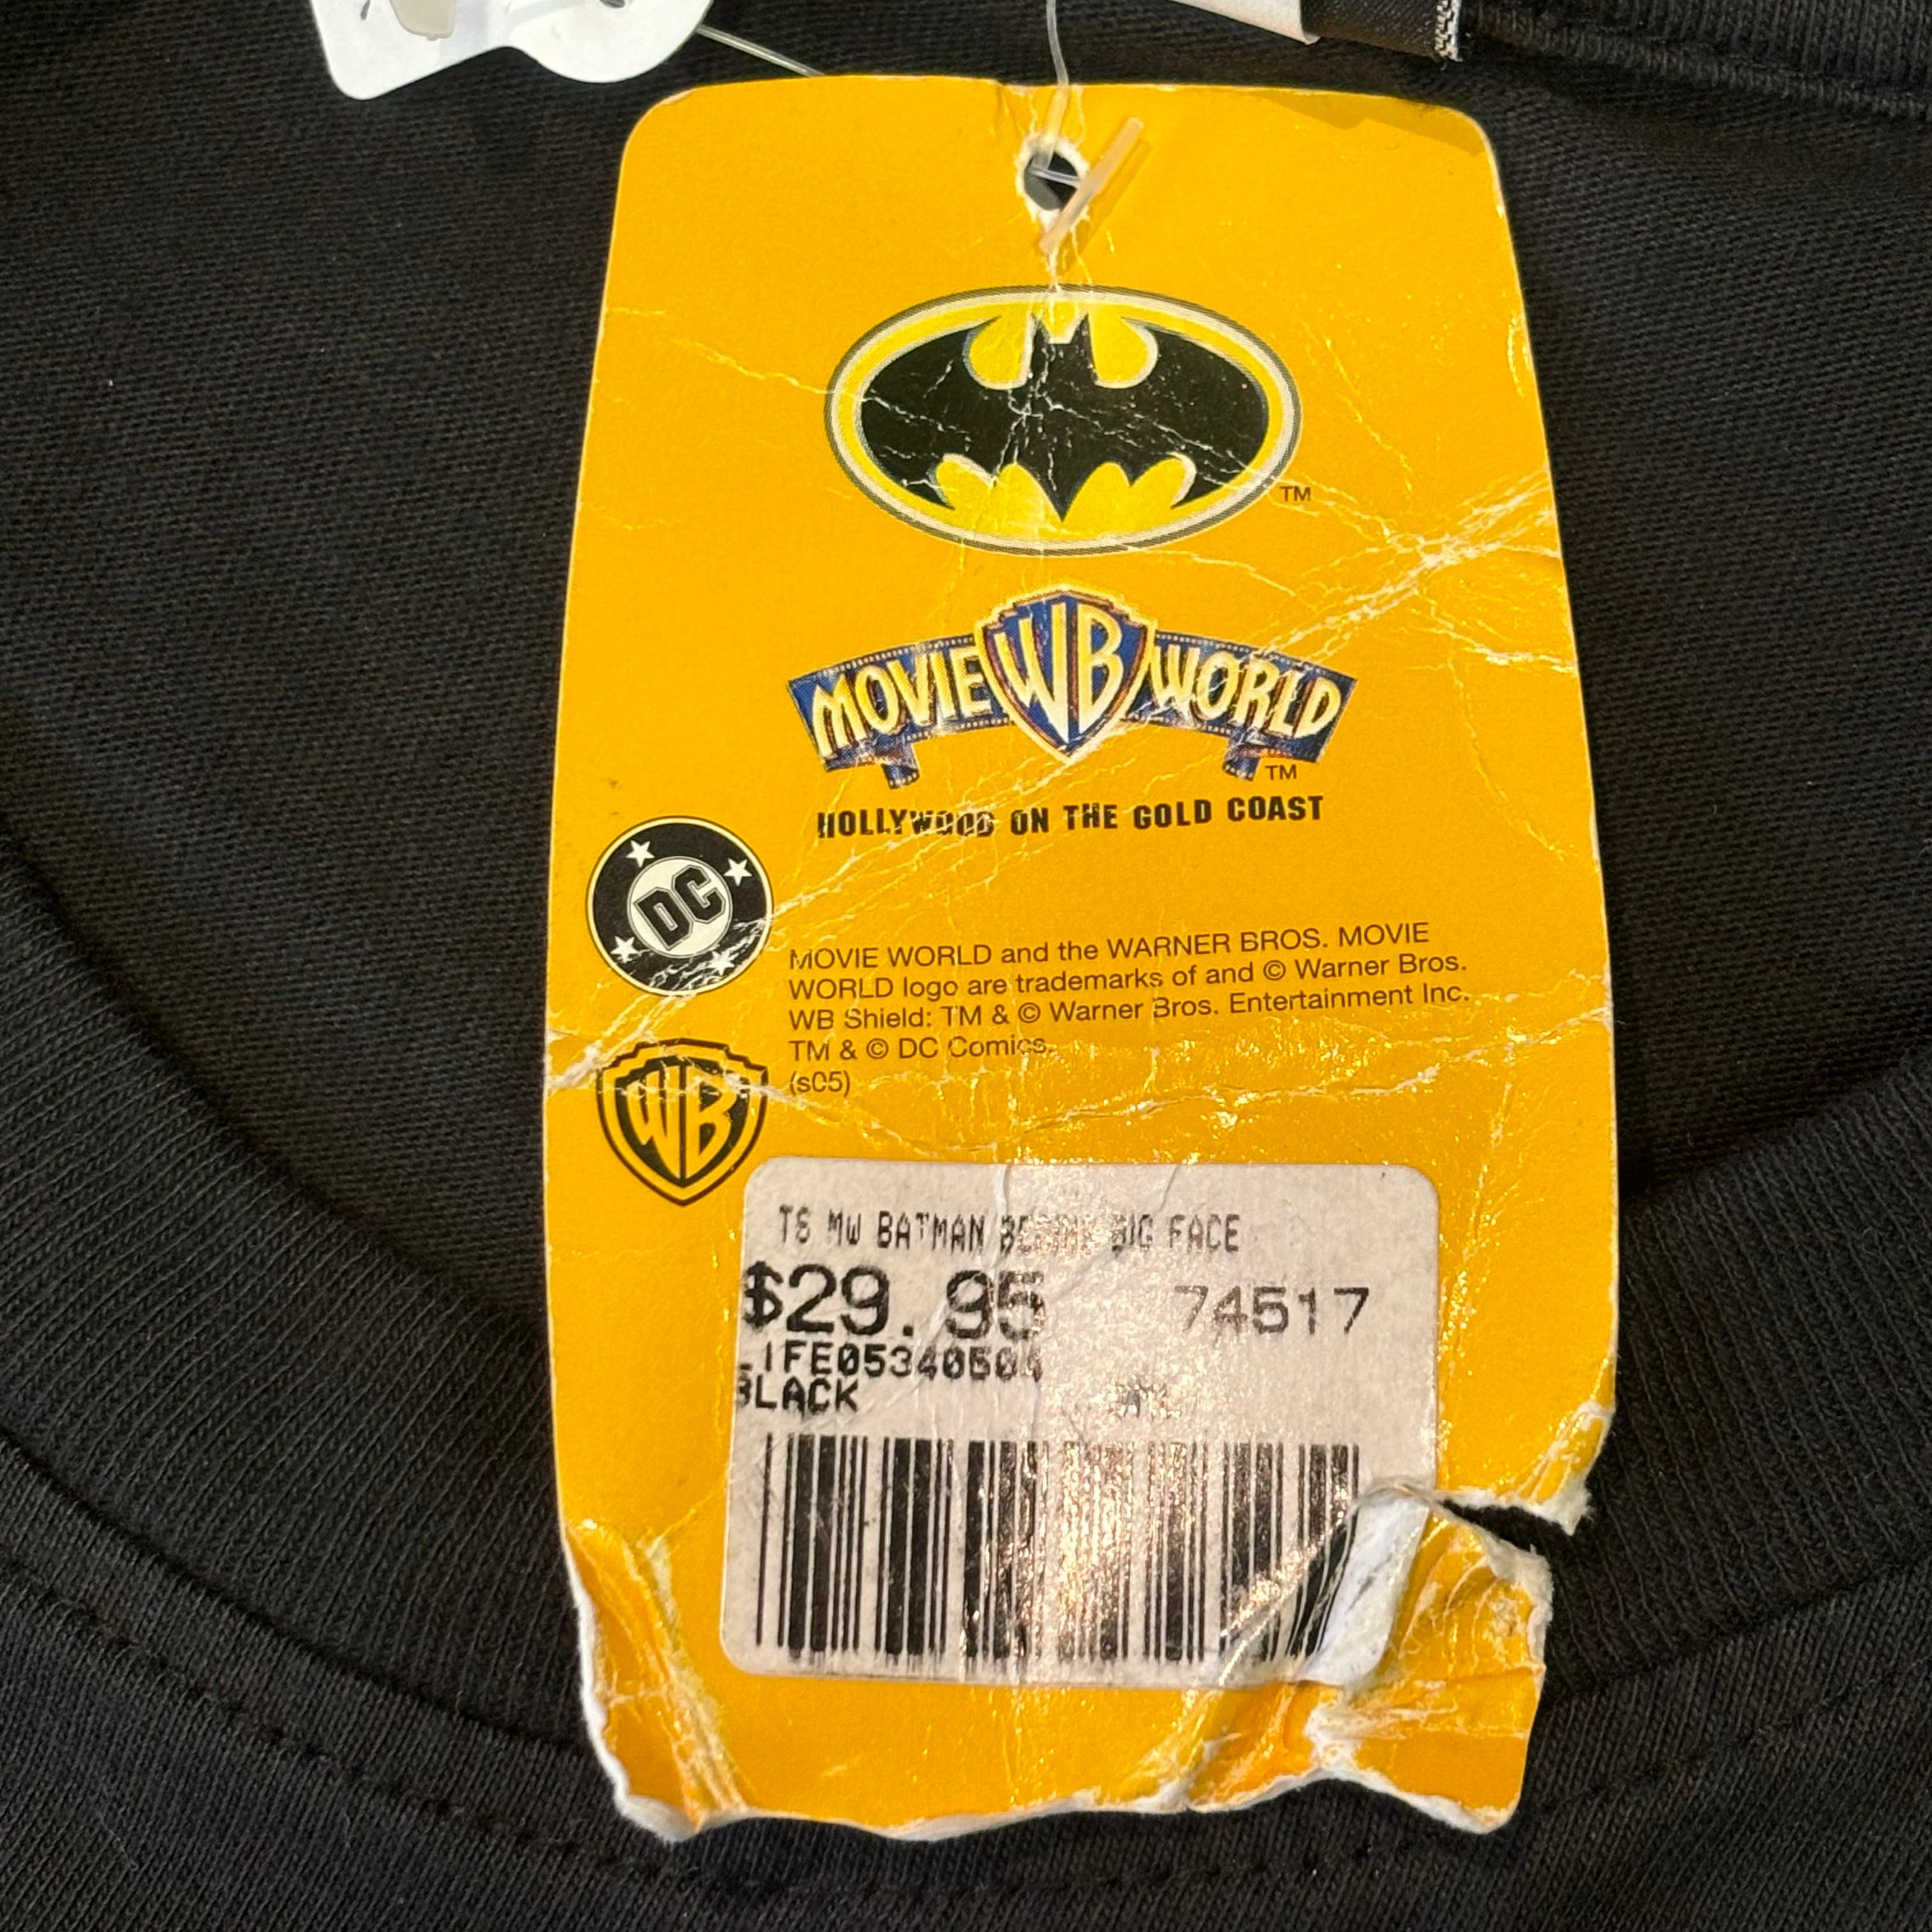 TM
MOVIE WB WORLD
TM
HOLLYWOOD ON THE GOLD COAST
DC
MOVIE WORLD and the WARNER BROS. MOVIE
WORLD logo are trademarks of and © Warner Bros.
WB Shield: TM & © Warner Bros. Entertainment Inc.
TM & © DC Comics.
(s05)
WB
TS MW BATMAN BEGINS BIG FACE
$29.95 74517
BLACK